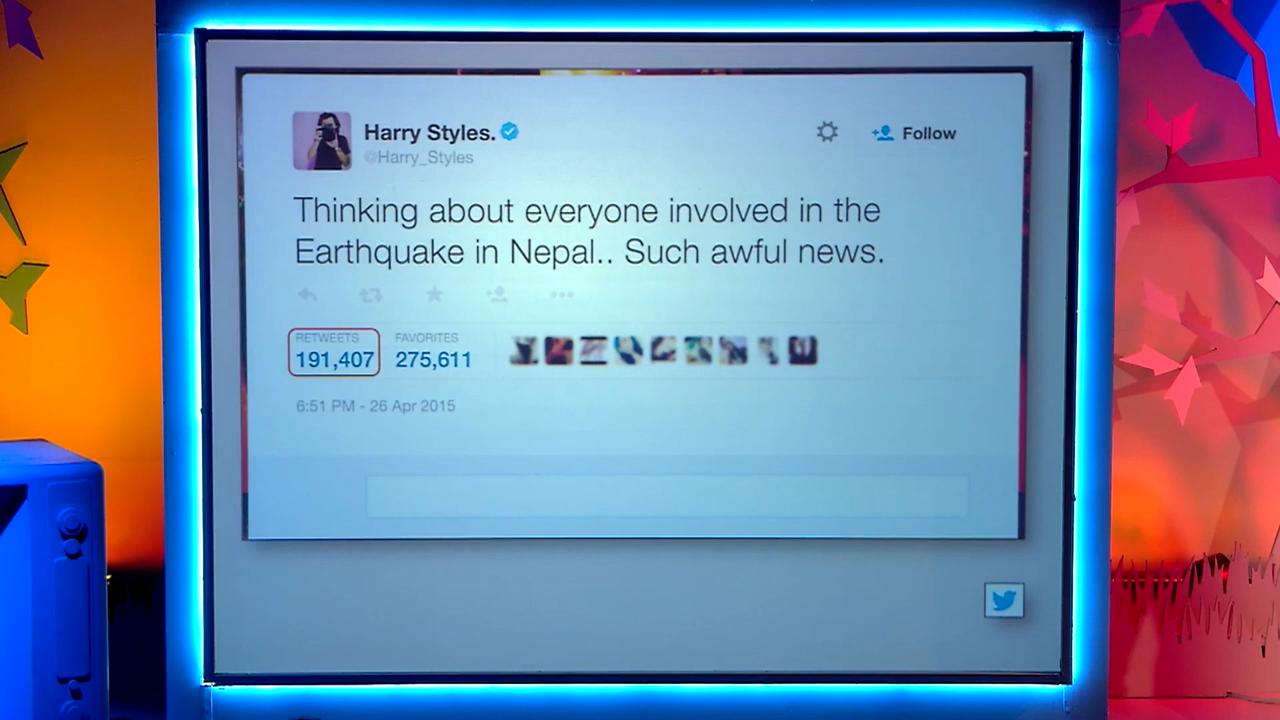 Harry Styles.
@Harry_Styles
Follow
Thinking about everyone involved in the
Earthquake in Nepal.. Such awful news.
RETWEETS FAVORITES
191,407 275,611
6:51 PM - 26 Apr 2015